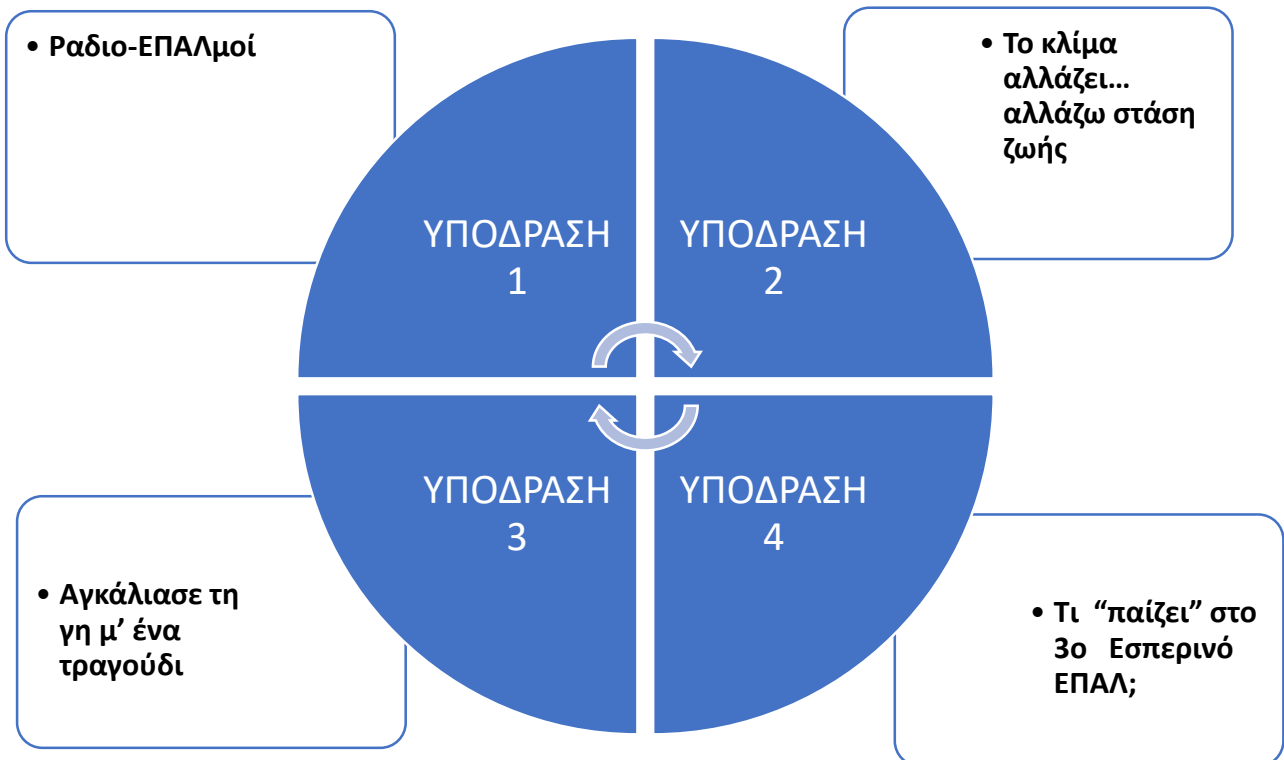 • Ραδιο-ΕΠΑΛμοί
• Το κλίμα
αλλάζει...
αλλάζω στάση
ζωής
ΥΠΟΔΡΑΣΗ
1
ΥΠΟΔΡΑΣΗ
2
ΥΠΟΔΡΑΣΗ
3
ΥΠΟΔΡΑΣΗ
4
• Αγκάλιασε τη
γη μ’ ένα
τραγούδι
• Τι “παίζει” στο
3ο Εσπερινό
ΕΠΑΛ;